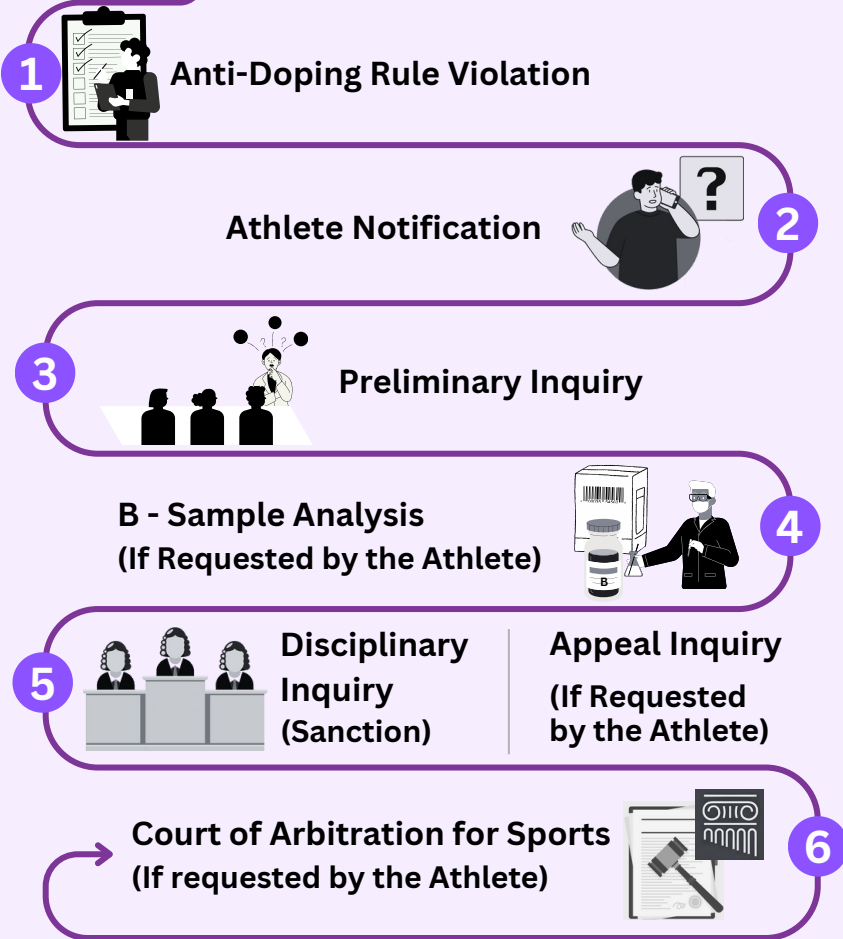 1
Anti-Doping Rule Violation
Athlete Notification
?
2
3
Preliminary Inquiry
B - Sample Analysis
(If Requested by the Athlete)
B
4
5
Disciplinary
Inquiry
(Sanction)
Appeal Inquiry
(If Requested
by the Athlete)
Court of Arbitration for Sports
(If requested by the Athlete)
6